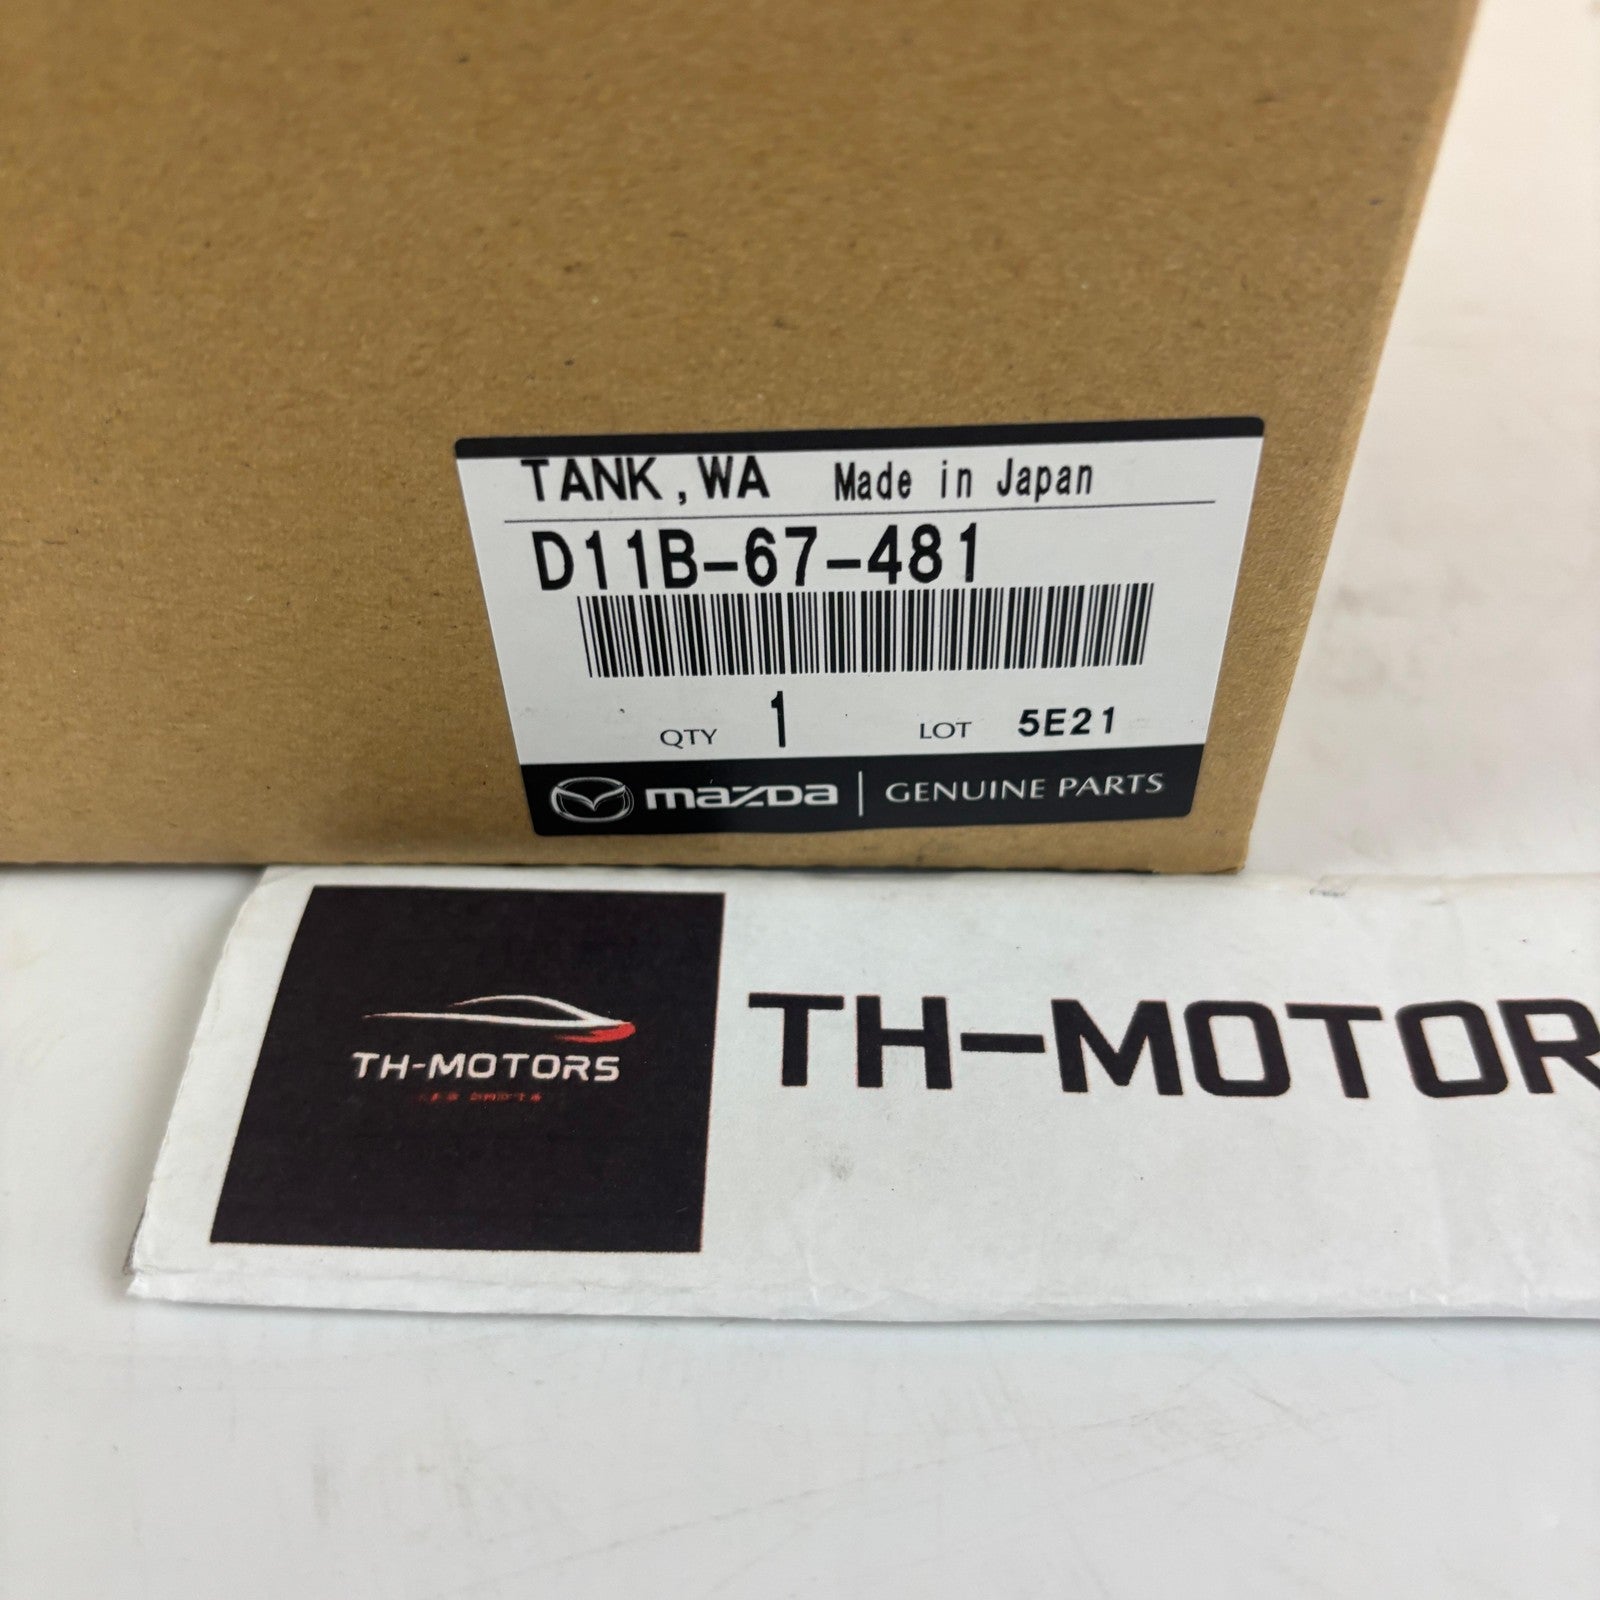 TANK,WA Made in Japan
D11B-67-481
QTY 1 LOT 5E21
mazda GENUINE PARTS
TH-MOTORS
TH-MOTOR